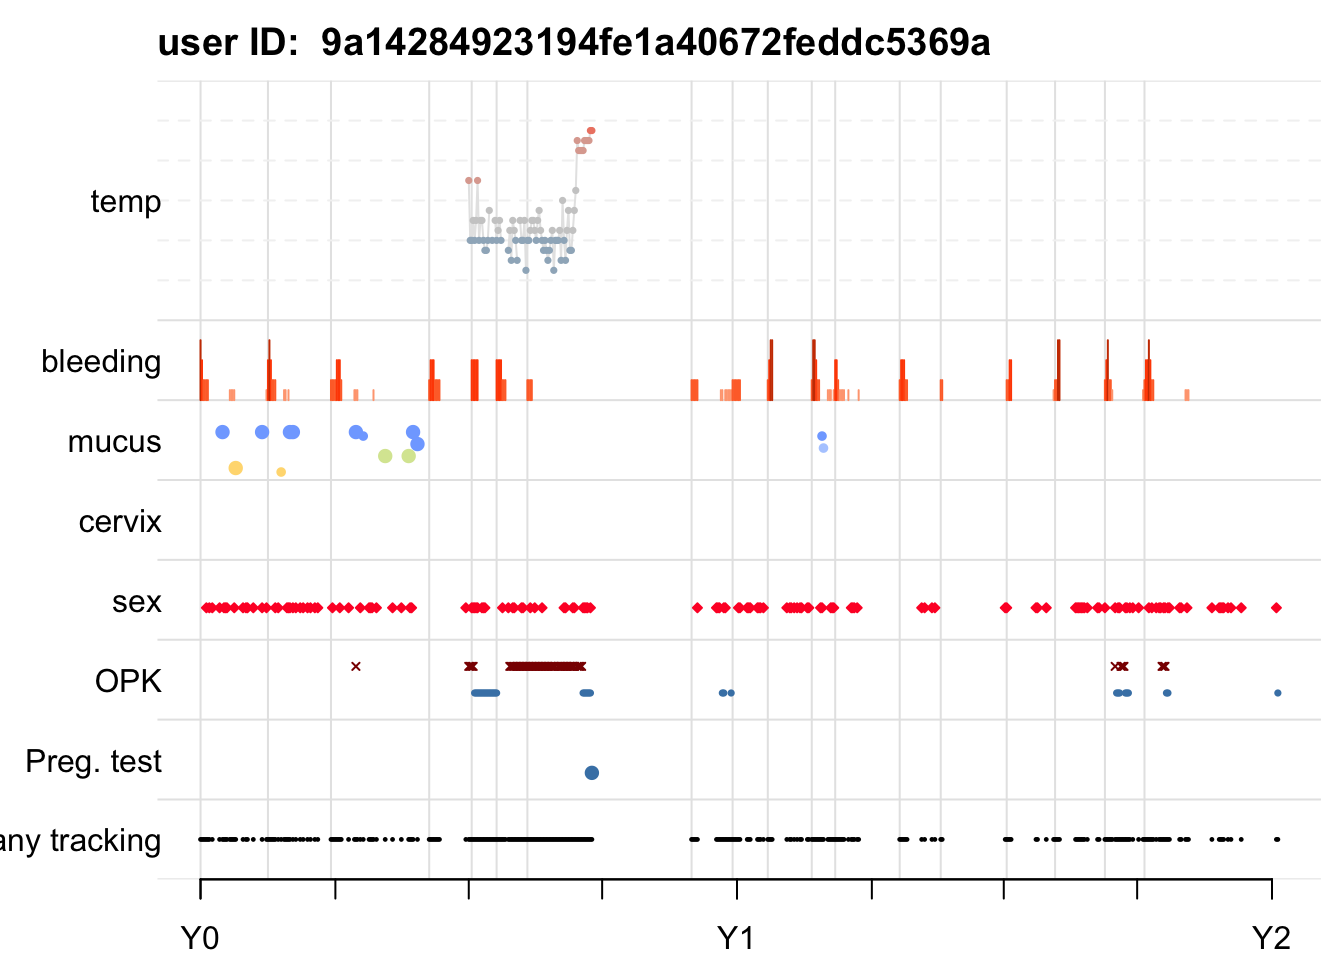 user ID:  9a14284923194fe1a40672feddc5369a
temp
bleeding
mucus
cervix
sex
OPK
Preg. test
any tracking
Y0 Y1 Y2